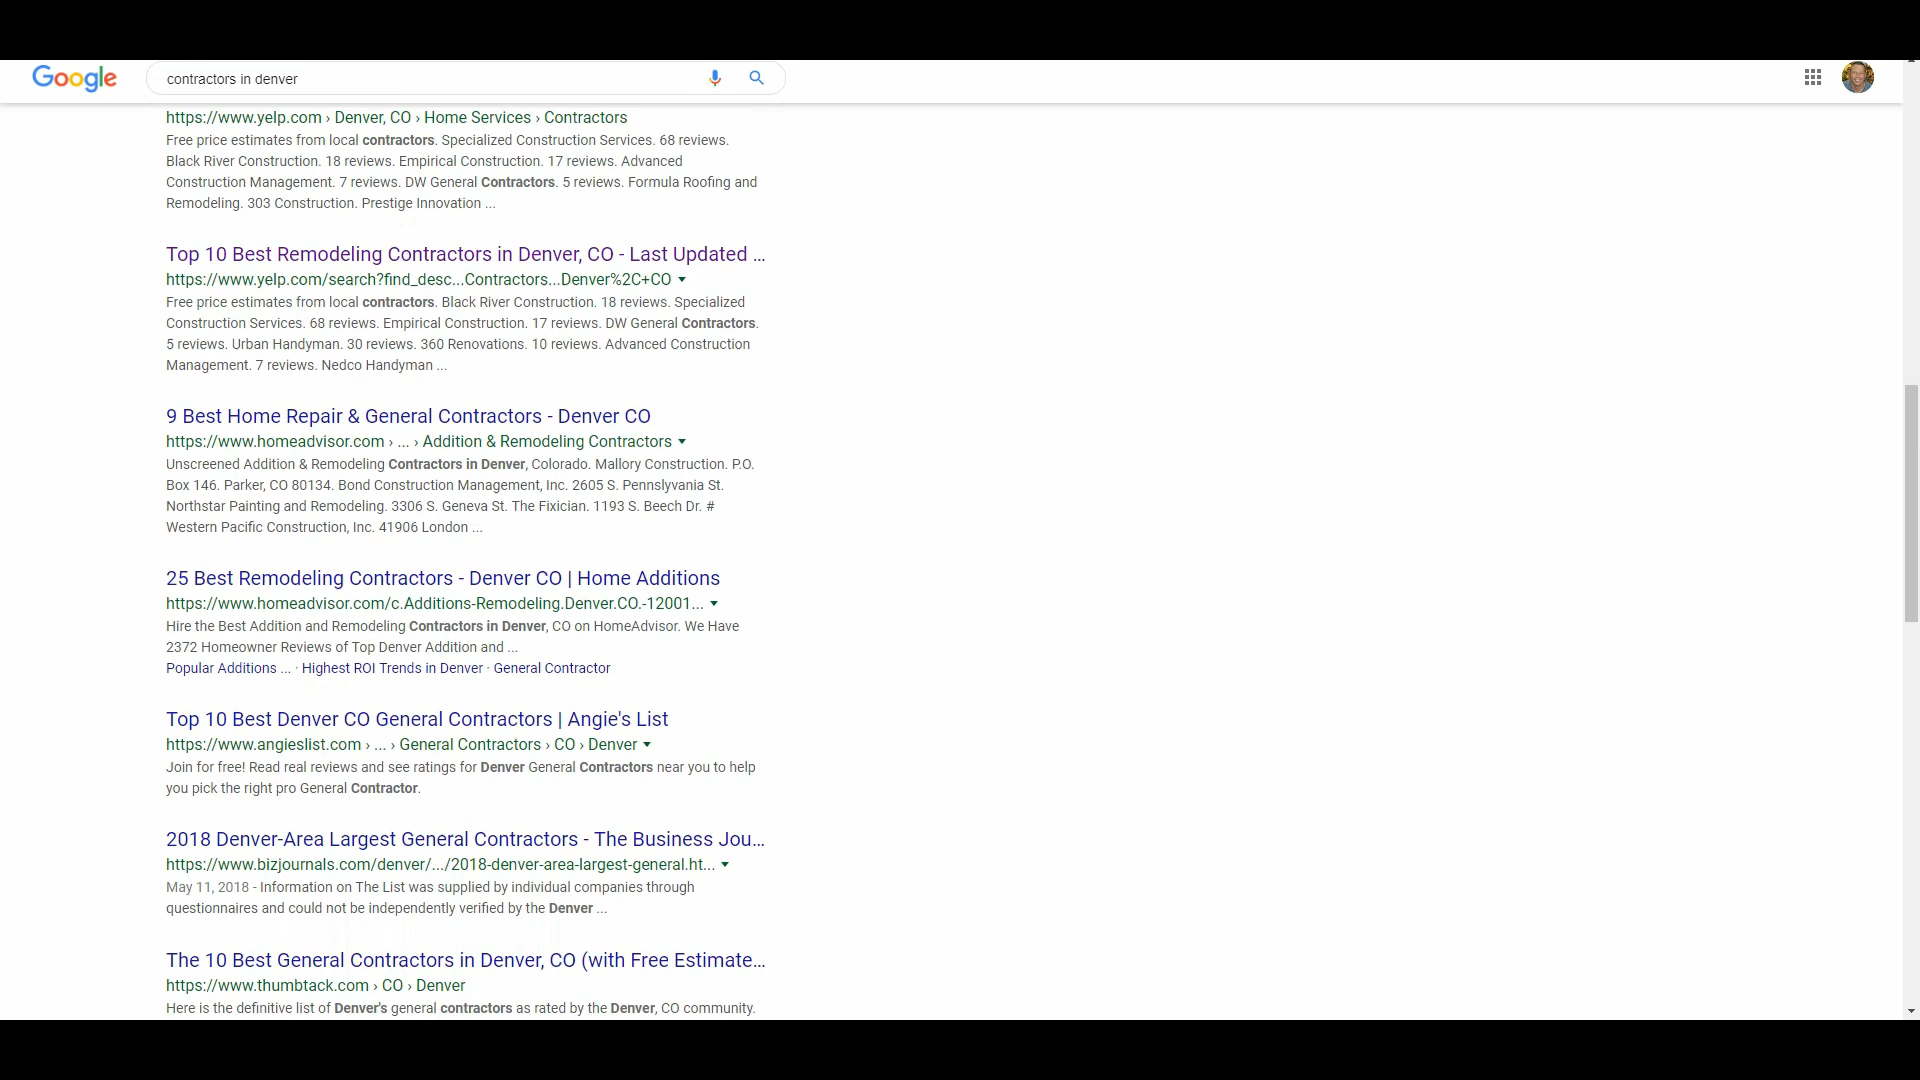 Google
contractors in denver
https://www.yelp.com › Denver, CO › Home Services › Contractors
Free price estimates from local contractors. Specialized Construction Services. 68 reviews.
Black River Construction. 18 reviews. Empirical Construction. 17 reviews. Advanced
Construction Management. 7 reviews. DW General Contractors. 5 reviews. Formula Roofing and
Remodeling. 303 Construction. Prestige Innovation ...
Top 10 Best Remodeling Contractors in Denver, CO - Last Updated ...
https://www.yelp.com/search?find_desc...Contractors...Denver%2C+CO
Free price estimates from local contractors. Black River Construction. 18 reviews. Specialized
Construction Services. 68 reviews. Empirical Construction. 17 reviews. DW General Contractors.
5 reviews. Urban Handyman. 30 reviews. 360 Renovations. 10 reviews. Advanced Construction
Management. 7 reviews. Nedco Handyman ...
9 Best Home Repair & General Contractors - Denver CO
https://www.homeadvisor.com › ... › Addition & Remodeling Contractors
Unscreened Addition & Remodeling Contractors in Denver, Colorado. Mallory Construction. P.O.
Box 146. Parker, CO 80134. Bond Construction Management, Inc. 2605 S. Pennslyvania St.
Northstar Painting and Remodeling. 3306 S. Geneva St. The Fixician. 1193 S. Beech Dr. #
Western Pacific Construction, Inc. 41906 London ...
25 Best Remodeling Contractors - Denver CO | Home Additions
https://www.homeadvisor.com/c.Additions-Remodeling.Denver.CO.-12001...
Hire the Best Addition and Remodeling Contractors in Denver, CO on HomeAdvisor. We Have
2372 Homeowner Reviews of Top Denver Addition and ...
Popular Additions ... · Highest ROI Trends in Denver · General Contractor
Top 10 Best Denver CO General Contractors | Angie's List
https://www.angieslist.com › ... › General Contractors › CO › Denver
Join for free! Read real reviews and see ratings for Denver General Contractors near you to help
you pick the right pro General Contractor.
2018 Denver-Area Largest General Contractors - The Business Jou...
https://www.bizjournals.com/denver/.../2018-denver-area-largest-general.ht...
May 11, 2018 - Information on The List was supplied by individual companies through
questionnaires and could not be independently verified by the Denver ...
The 10 Best General Contractors in Denver, CO (with Free Estimate...
https://www.thumbtack.com › CO › Denver
Here is the definitive list of Denver's general contractors as rated by the Denver, CO community.